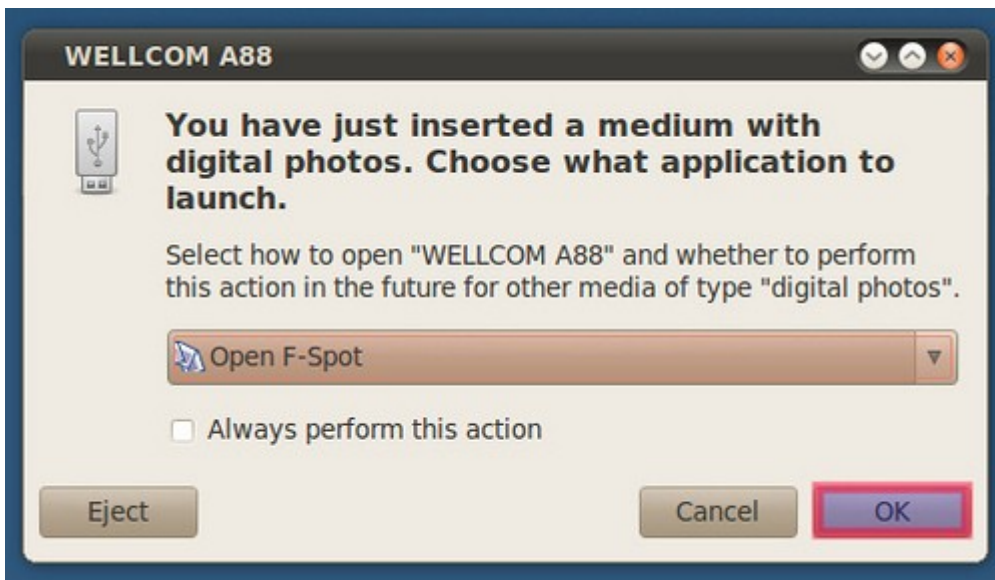 WELLCOM A88
You have just inserted a medium with
digital photos. Choose what application to
launch.
Select how to open "WELLCOM A88" and whether to perform
this action in the future for other media of type "digital photos".
Open F-Spot
Always perform this action
Eject
Cancel
OK